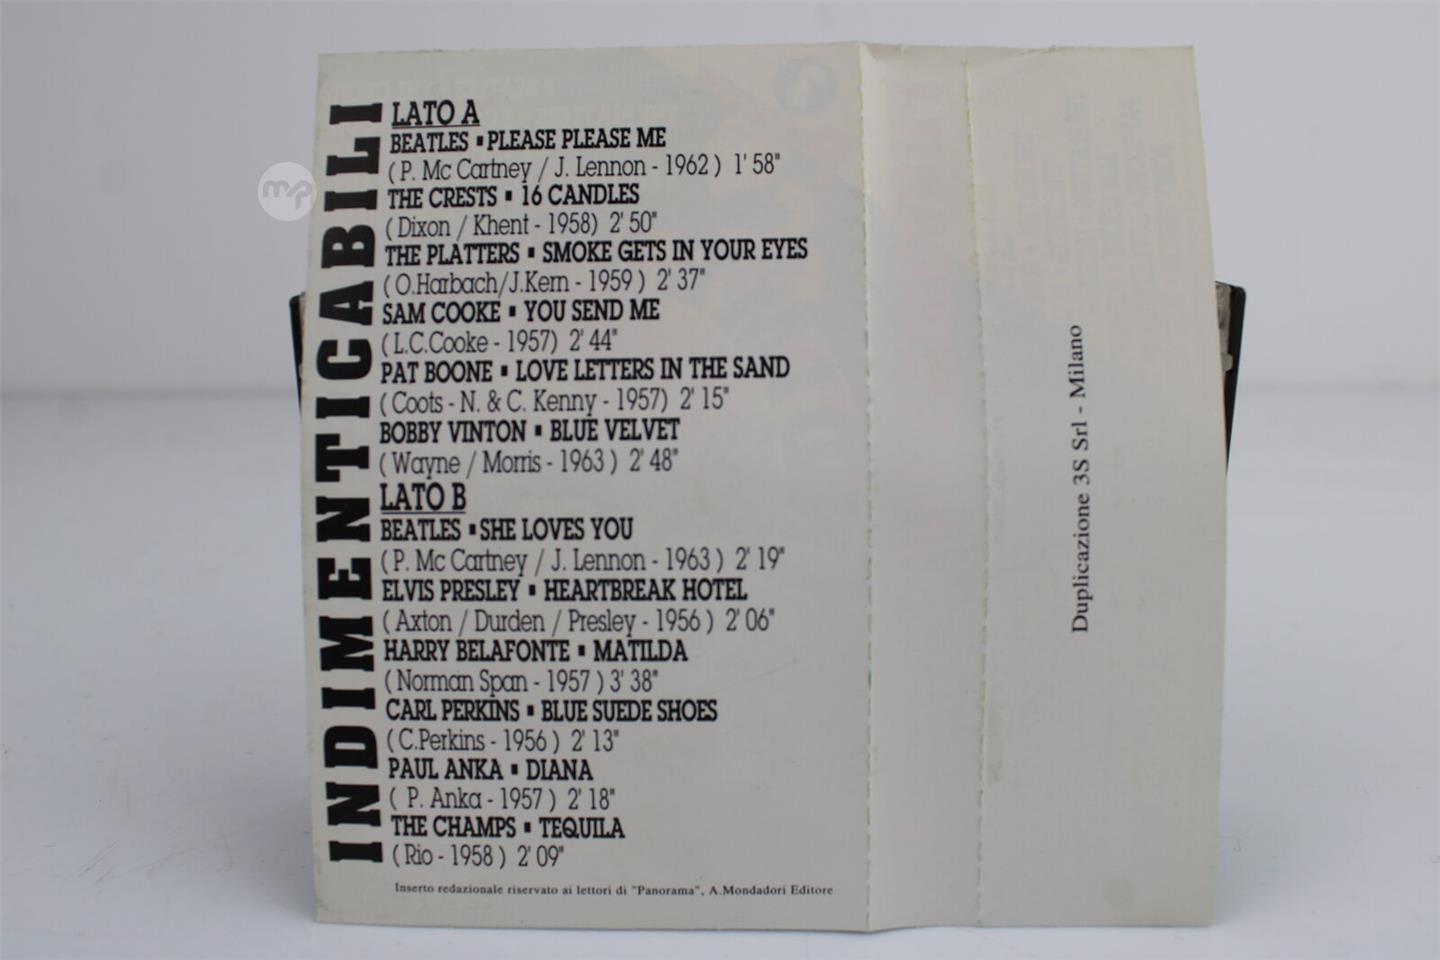 INDIMENTICABILI
LATO A
BEATLES ▪ PLEASE PLEASE ME
( P. Mc Cartney / J. Lennon - 1962 ) 1' 58"
THE CRESTS ▪ 16 CANDLES
( Dixon / Khent - 1958) 2' 50"
THE PLATTERS ▪ SMOKE GETS IN YOUR EYES
( O.Harbach/J.Kern - 1959 ) 2' 37"
SAM COOKE ▪ YOU SEND ME
( L.C.Cooke - 1957) 2' 44"
PAT BOONE ▪ LOVE LETTERS IN THE SAND
( Coots - N. & C. Kenny - 1957) 2' 15"
BOBBY VINTON ▪ BLUE VELVET
( Wayne / Morris - 1963 ) 2' 48"
LATO B
BEATLES ▪ SHE LOVES YOU
( P. Mc Cartney / J. Lennon - 1963 ) 2' 19"
ELVIS PRESLEY ▪ HEARTBREAK HOTEL
( Axton / Durden / Presley - 1956 ) 2' 06"
HARRY BELAFONTE ▪ MATILDA
( Norman Span - 1957 ) 3' 38"
CARL PERKINS ▪ BLUE SUEDE SHOES
( C.Perkins - 1956 ) 2' 13"
PAUL ANKA ▪ DIANA
( P. Anka - 1957 ) 2' 18"
THE CHAMPS ▪ TEQUILA
( Rio - 1958 ) 2' 09"
Inserto redazionale riservato ai lettori di "Panorama", A.Mondadori Editore
Duplicazione 3S Srl - Milano
mp